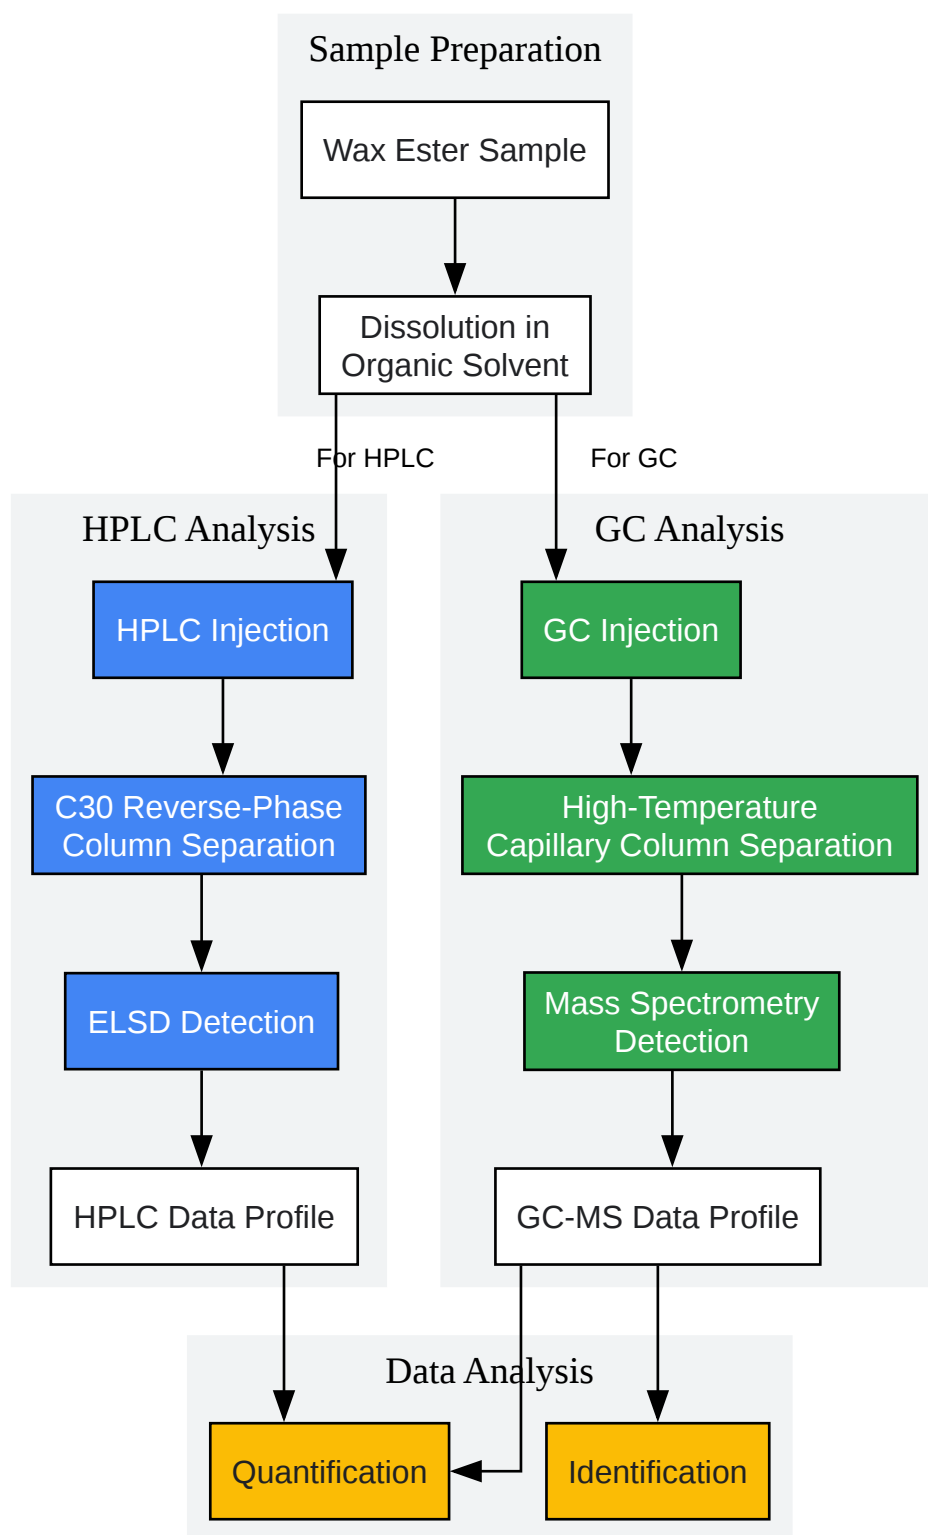 Sample Preparation
Wax Ester Sample
Dissolution in
Organic Solvent
For HPLC
For GC
HPLC Analysis
HPLC Injection
C30 Reverse-Phase
Column Separation
ELSD Detection
HPLC Data Profile
GC Analysis
GC Injection
High-Temperature
Capillary Column Separation
Mass Spectrometry
Detection
GC-MS Data Profile
Data Analysis
Quantification
Identification